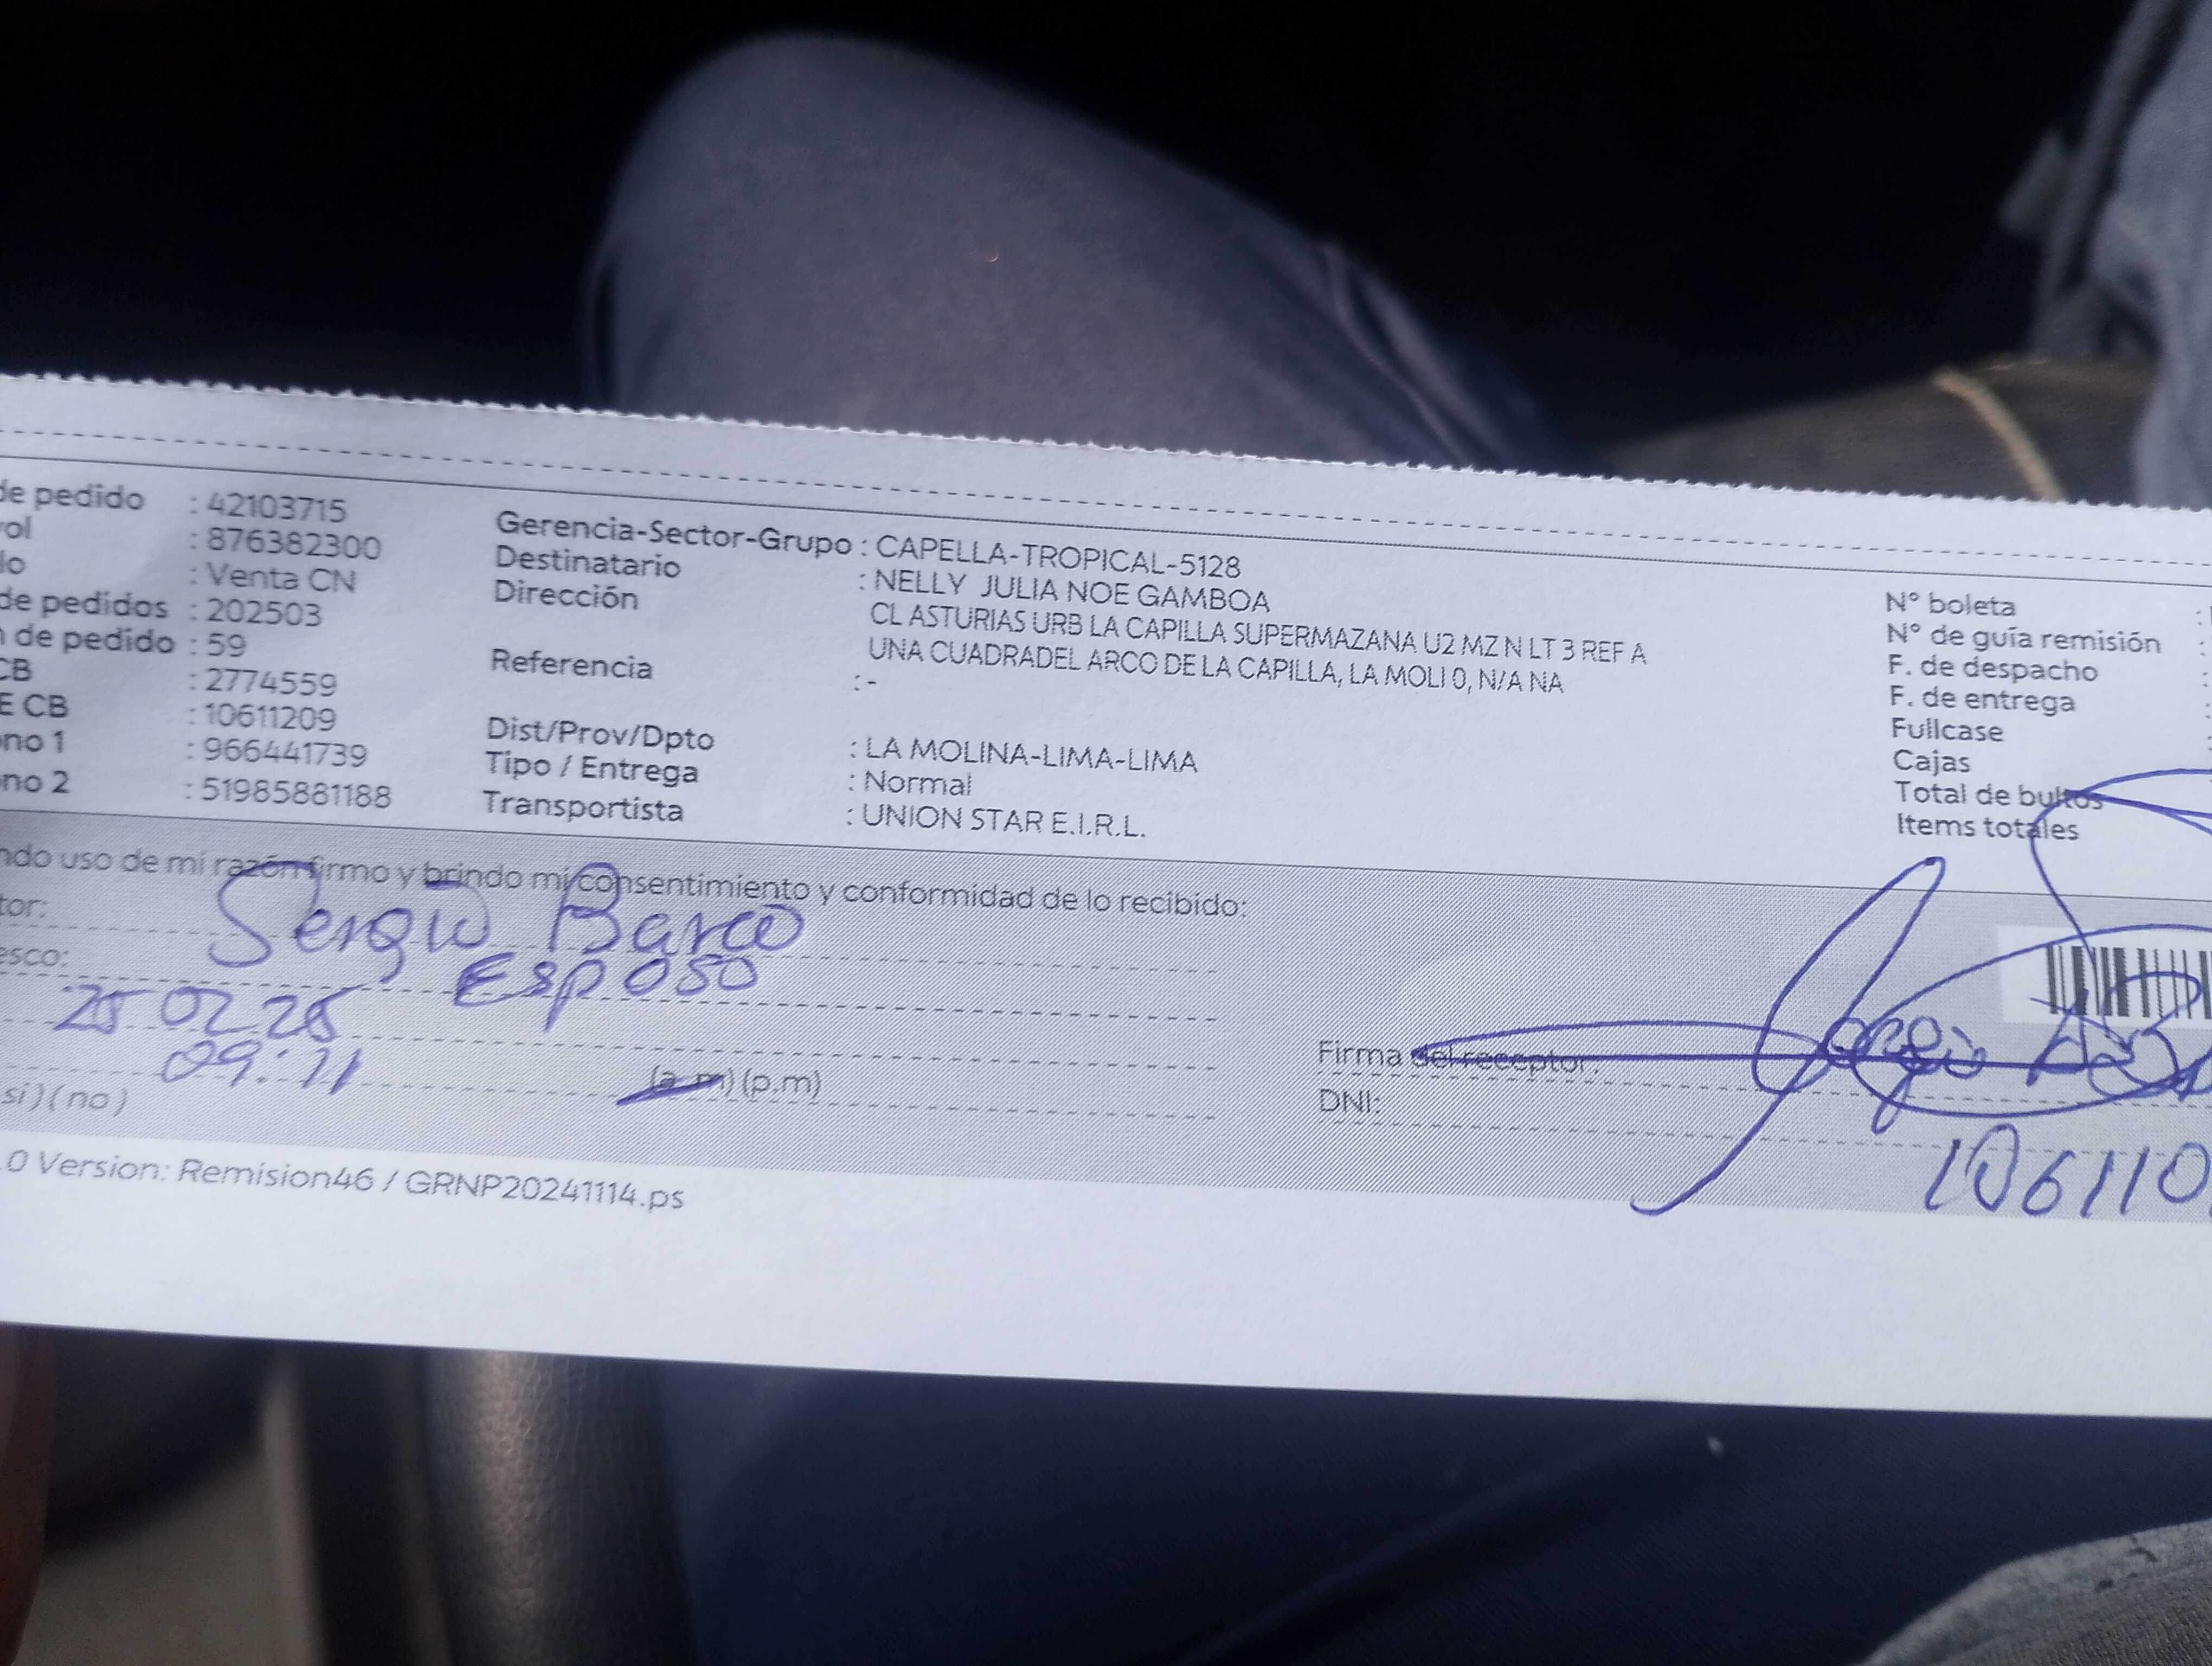 de pedido : 42103715
rol : 876382300
lo : Venta CN
de pedidos : 202503
n de pedido : 59
CB : 2774559
E CB : 10611209
no 1 : 966441739
no 2 : 51985881188
Gerencia-Sector-Grupo : CAPELLA-TROPICAL-5128
Destinatario : NELLY JULIA NOE GAMBOA
Dirección CL ASTURIAS URB LA CAPILLA SUPERMAZANA U2 MZ N LT 3 REF A
UNA CUADRADEL ARCO DE LA CAPILLA, LA MOLI 0, N/A NA
Referencia : -
Dist/Prov/Dpto : LA MOLINA-LIMA-LIMA
Tipo / Entrega : Normal
Transportista : UNION STAR E.I.R.L.
N° boleta :
N° de guía remisión :
F. de despacho :
F. de entrega :
Fullcase
Cajas
Total de bultos
Items totales
ndo uso de mi razón firmo y brindo mi consentimiento y conformidad de lo recibido:
tor: Sergio Barco
esco: Esposo
25 02 25
09:11 (a.m) (p.m)
si) ( no )
Firma del receptor:
DNI: 106110
.0 Version: Remision46 / GRNP20241114.ps